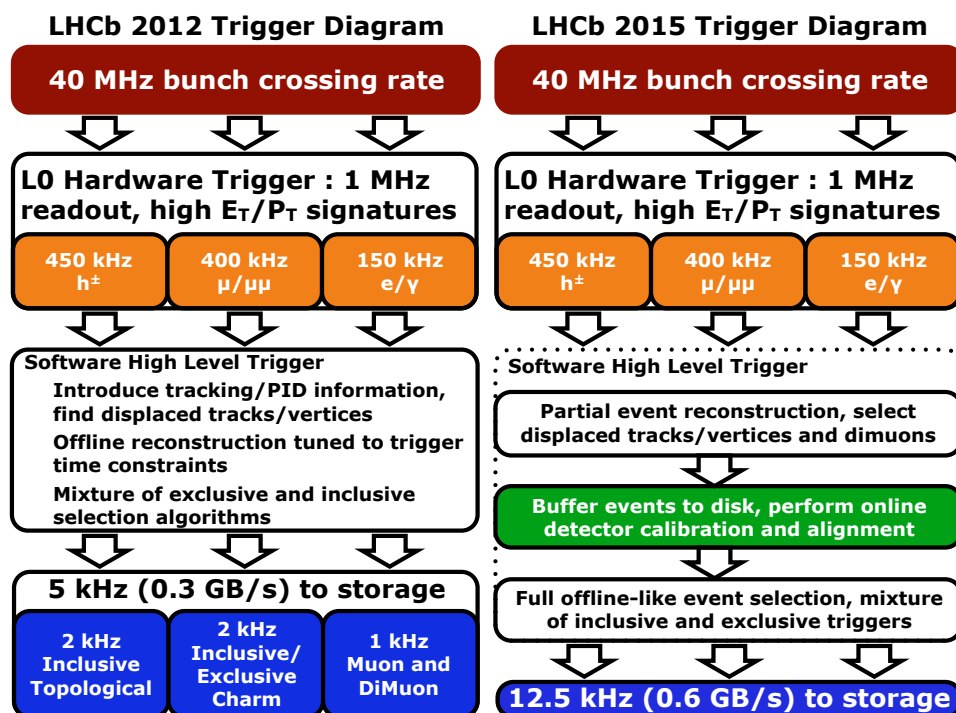 LHCb 2012 Trigger Diagram
40 MHz bunch crossing rate
L0 Hardware Trigger : 1 MHz
readout, high ET/PT signatures
450 kHz
h±
400 kHz
µ/µµ
150 kHz
e/γ
Software High Level Trigger
Introduce tracking/PID information,
find displaced tracks/vertices
Offline reconstruction tuned to trigger
time constraints
Mixture of exclusive and inclusive
selection algorithms
5 kHz (0.3 GB/s) to storage
2 kHz
Inclusive
Topological
2 kHz
Inclusive/
Exclusive
Charm
1 kHz
Muon and
DiMuon
LHCb 2015 Trigger Diagram
40 MHz bunch crossing rate
L0 Hardware Trigger : 1 MHz
readout, high ET/PT signatures
450 kHz
h±
400 kHz
µ/µµ
150 kHz
e/γ
Software High Level Trigger
Partial event reconstruction, select
displaced tracks/vertices and dimuons
Buffer events to disk, perform online
detector calibration and alignment
Full offline-like event selection, mixture
of inclusive and exclusive triggers
12.5 kHz (0.6 GB/s) to storage